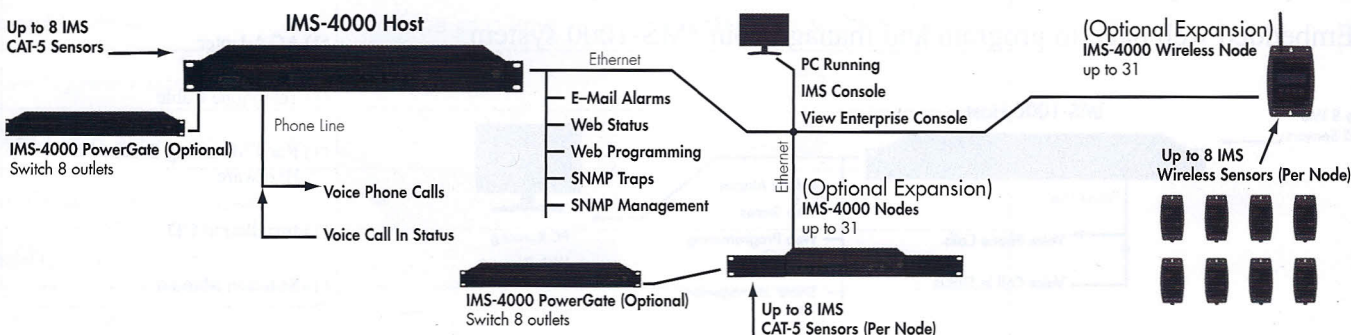 IMS-4000 Host
Up to 8 IMS
CAT-5 Sensors
IMS-4000 PowerGate (Optional)
Switch 8 outlets
Phone Line
Voice Phone Calls
Voice Call In Status
Ethernet
E–Mail Alarms
Web Status
Web Programming
SNMP Traps
SNMP Management
PC Running
IMS Console
View Enterprise Console
Ethernet
(Optional Expansion)
IMS-4000 Nodes
up to 31
IMS-4000 PowerGate (Optional)
Switch 8 outlets
Up to 8 IMS
CAT-5 Sensors (Per Node)
(Optional Expansion)
IMS-4000 Wireless Node
up to 31
Up to 8 IMS
Wireless Sensors (Per Node)